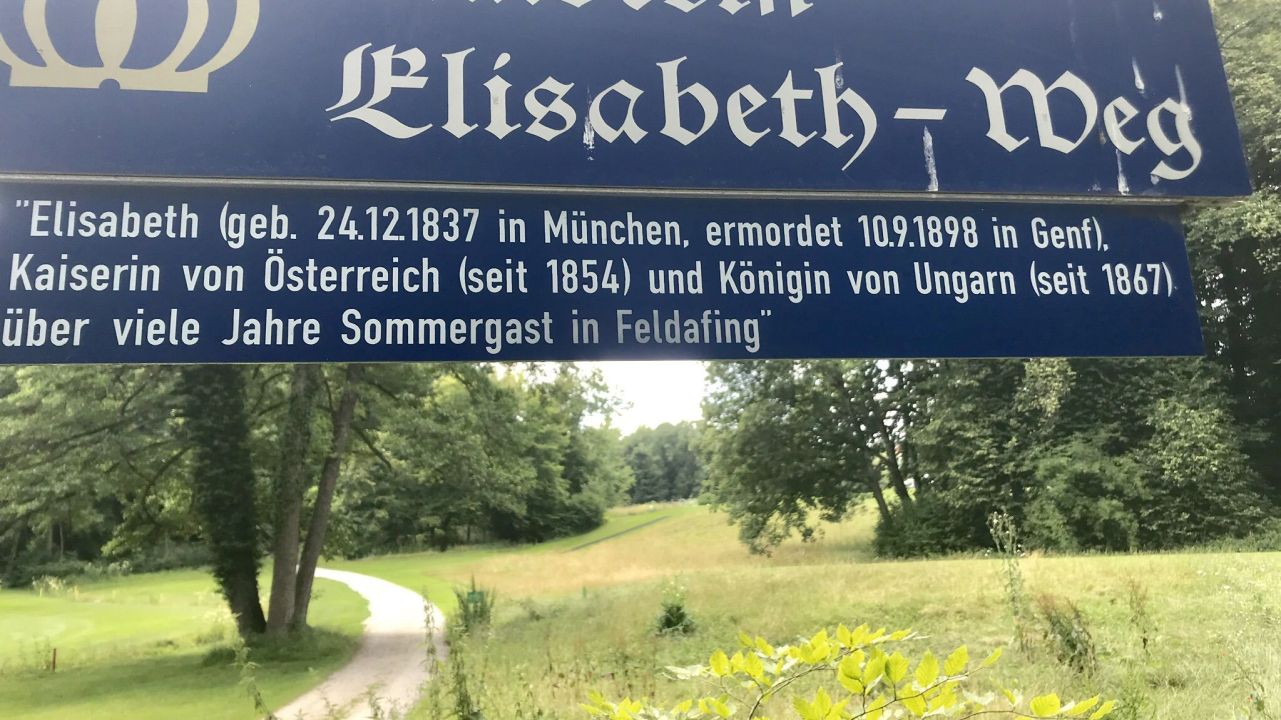 Elisabeth-Weg
"Elisabeth (geb. 24.12.1837 in München, ermordet 10.9.1898 in Genf),
Kaiserin von Österreich (seit 1854) und Königin von Ungarn (seit 1867)
über viele Jahre Sommergast in Feldafing"